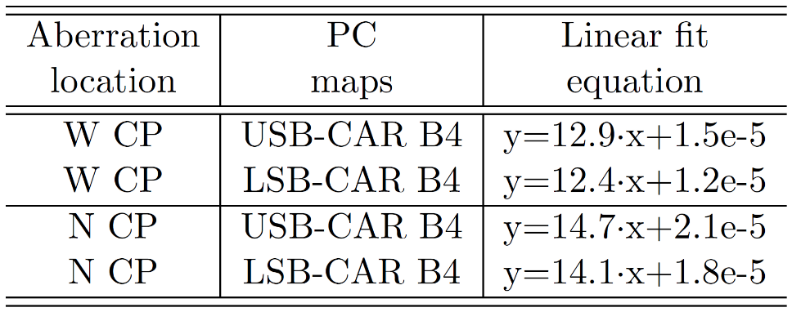 Aberration PC Linear fit
location maps equation
W CP USB-CAR B4 y=12.9·x+1.5e-5
W CP LSB-CAR B4 y=12.4·x+1.2e-5
N CP USB-CAR B4 y=14.7·x+2.1e-5
N CP LSB-CAR B4 y=14.1·x+1.8e-5